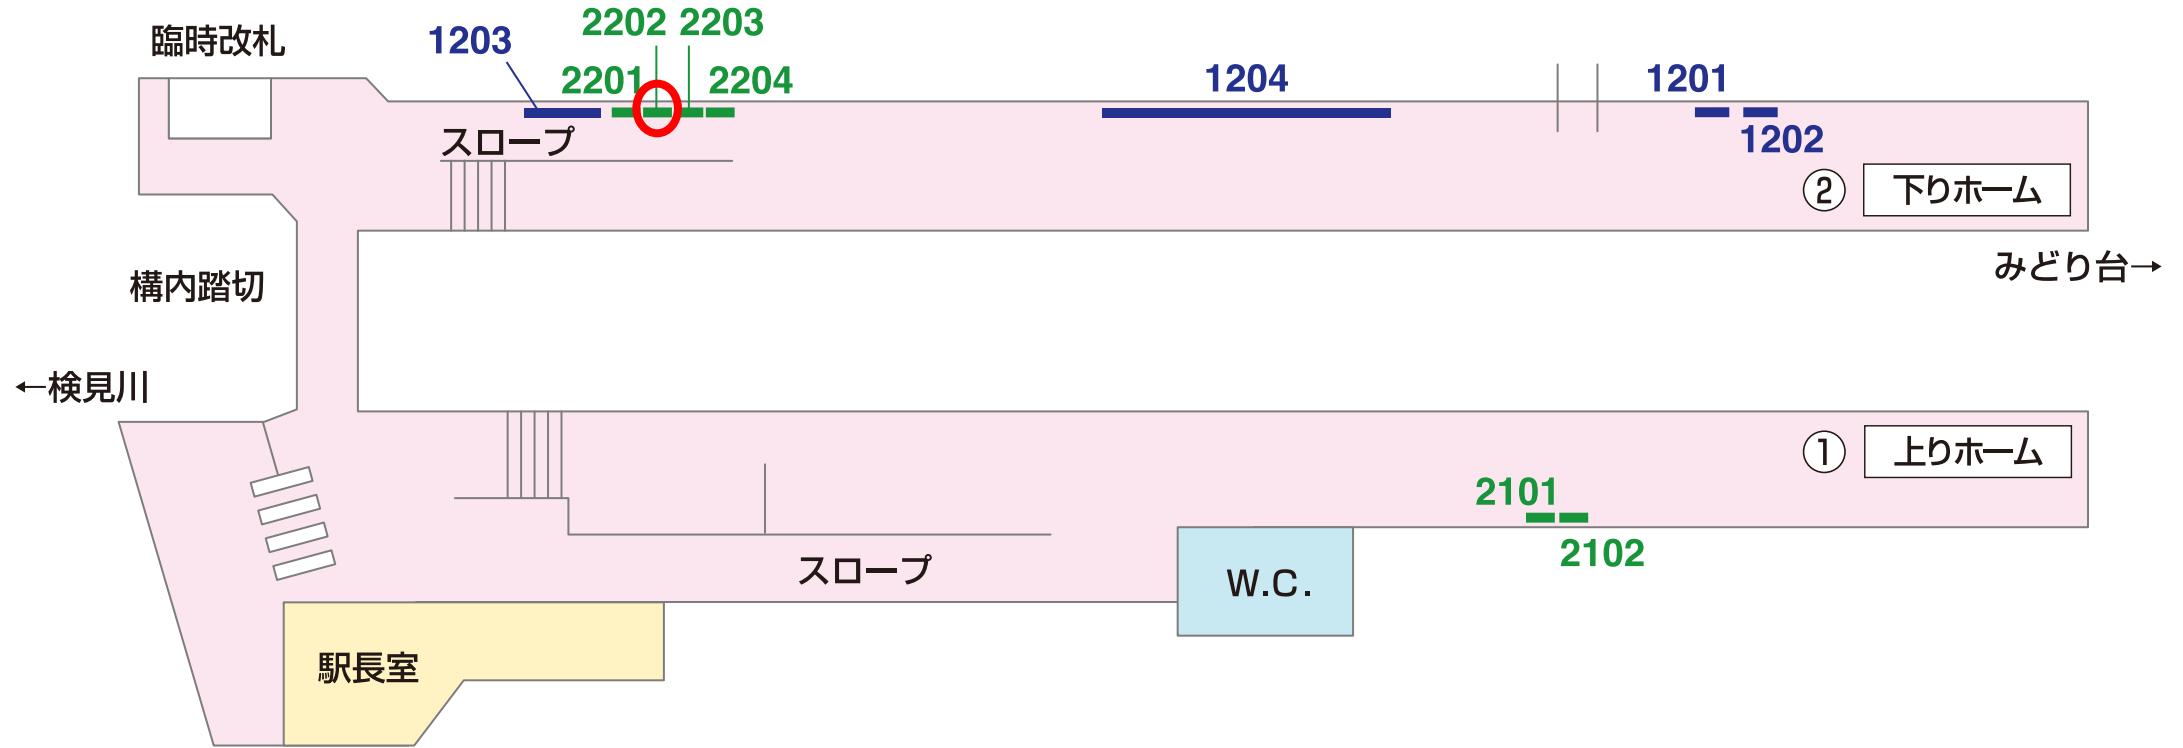 臨時改札
1203
2202
2203
2201
2204
1204
1201
1202
スロープ
② 下りホーム
構内踏切
みどり台→
←検見川
① 上りホーム
2101
2102
スロープ
W.C.
駅長室